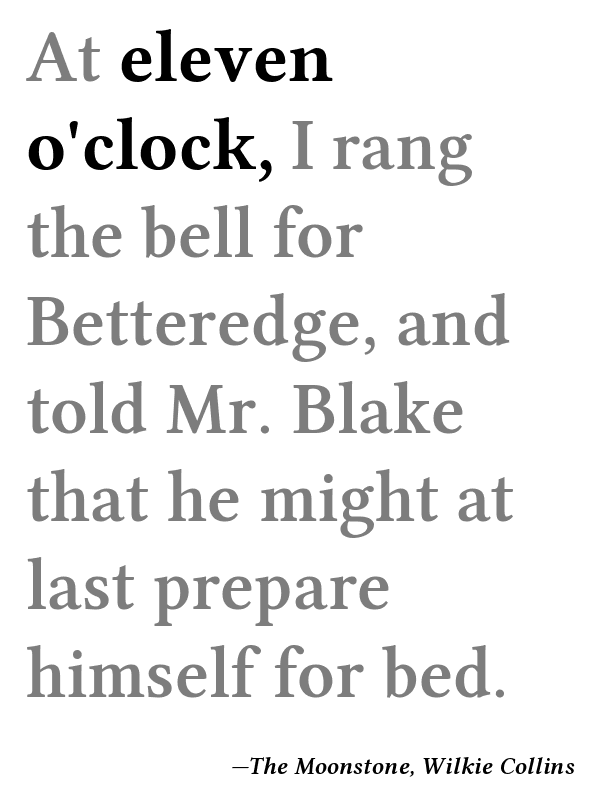 At eleven
o'clock, I rang
the bell for
Betteredge, and
told Mr. Blake
that he might at
last prepare
himself for bed.
—The Moonstone, Wilkie Collins